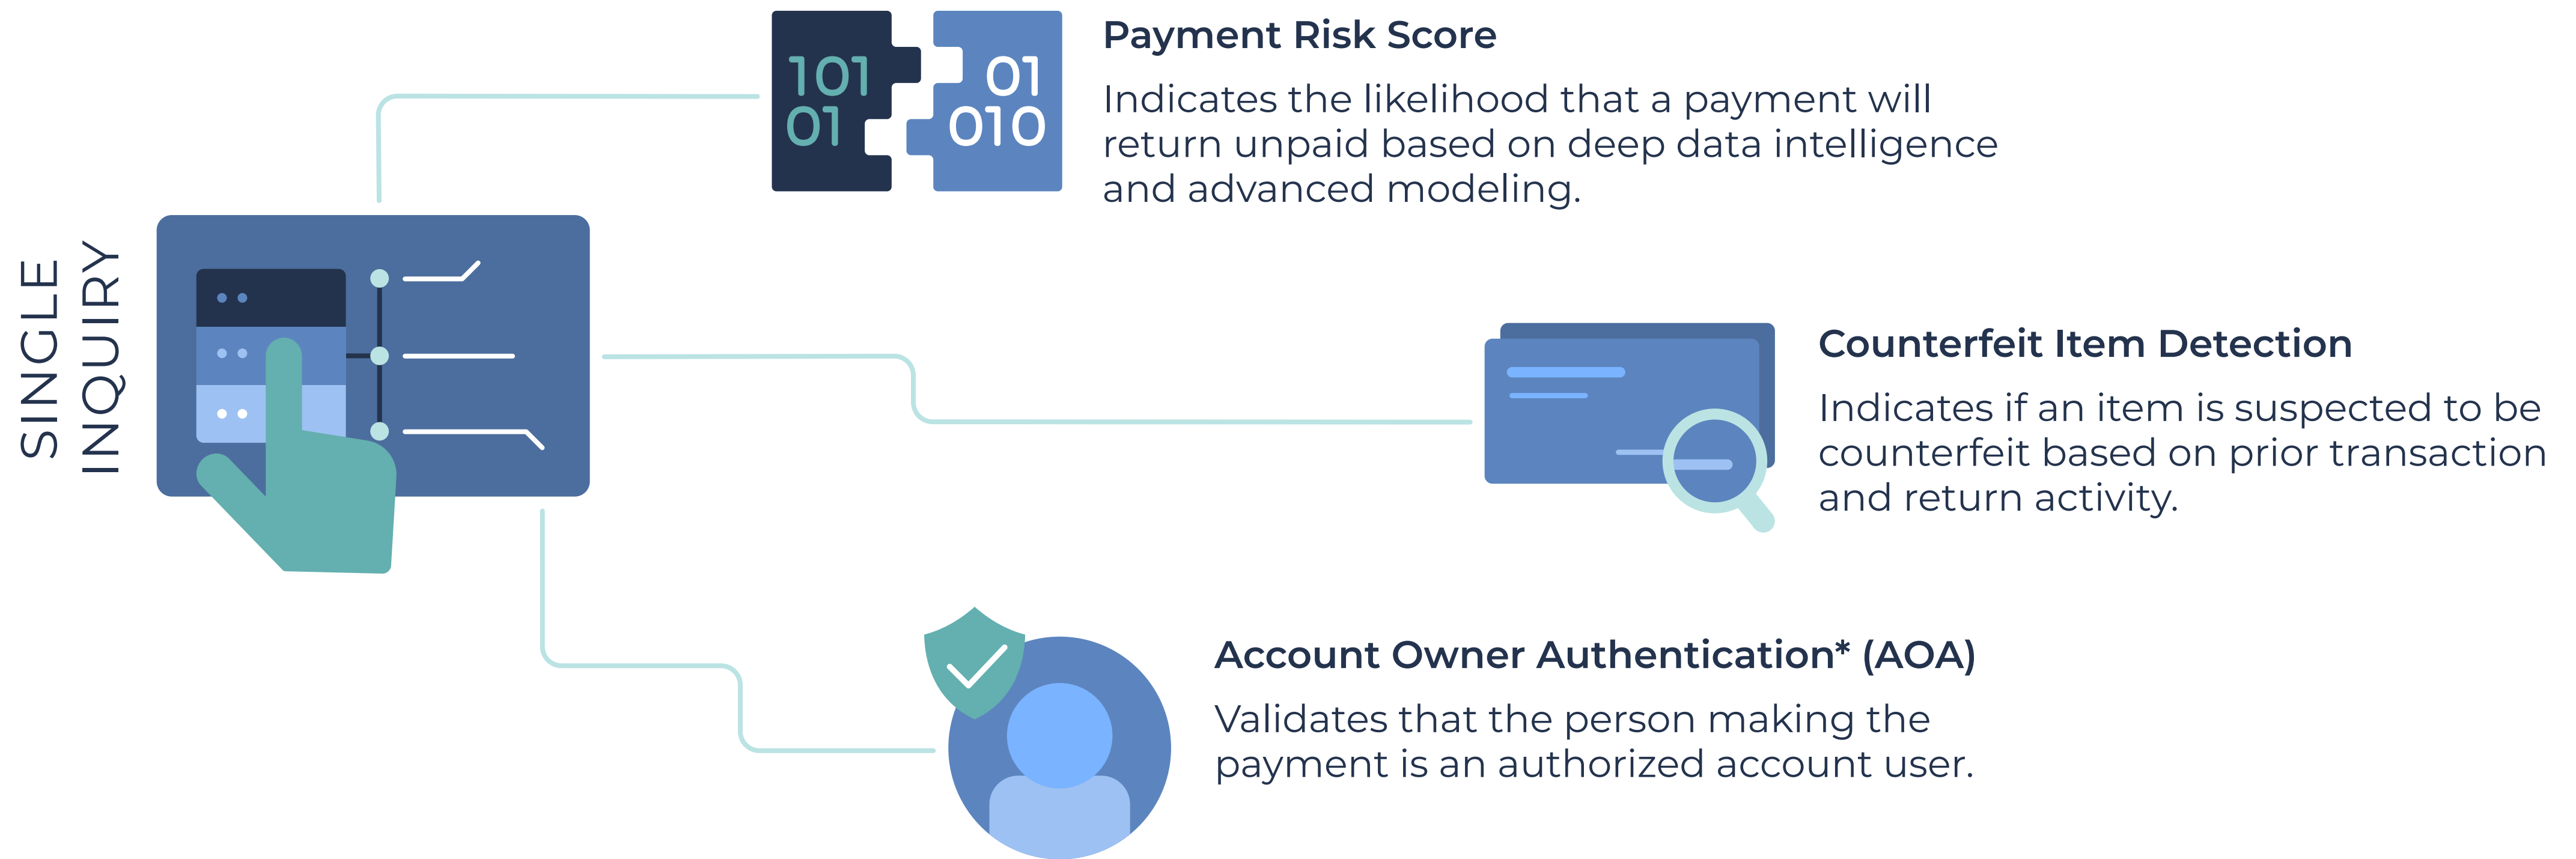 SINGLE
INQUIRY
101
01
01
010
Payment Risk Score
Indicates the likelihood that a payment will
return unpaid based on deep data intelligence
and advanced modeling.
Counterfeit Item Detection
Indicates if an item is suspected to be
counterfeit based on prior transaction
and return activity.
Account Owner Authentication* (AOA)
Validates that the person making the
payment is an authorized account user.